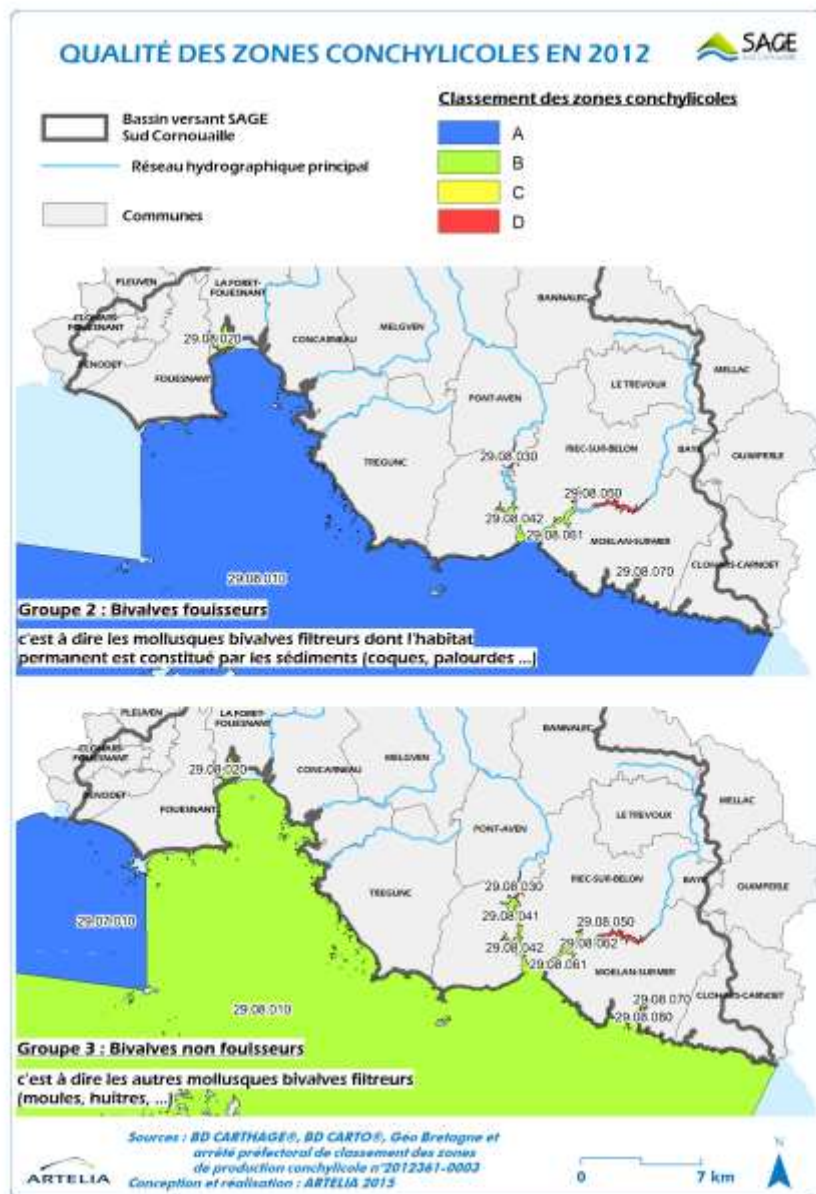 QUALITÉ DES ZONES CONCHYLICOLES EN 2012
SAGE
SUD CORNOUAILLE
Bassin versant SAGE
Sud Cornouaille
Réseau hydrographique principal
Communes
Classement des zones conchylicoles
A
B
C
D
PLEUVEN
LA FORET-
FOUESNANT
CLOHARS-
FOUESNANT
BENODET
FOUESNANT
29.08.020
CONCARNEAU
MELGVEN
BANNALEC
MELLAC
LE TREVOUX
PONT-AVEN
TREGUNC
29.08.030
RIEC-SUR-BELON
BAYE
QUIMPERLE
29.08.050
29.08.042
29.08.061
MOELAN-SUR-MER
29.08.070
CLOHARS-CARNOET
29.08.010
Groupe 2 : Bivalves fouisseurs
c'est à dire les mollusques bivalves filtreurs dont l'habitat
permanent est constitué par les sédiments (coques, palourdes ...)
PLEUVEN
LA FORET-
FOUESNANT
CLOHARS-
FOUESNANT
BENODET
FOUESNANT
29.08.020
CONCARNEAU
MELGVEN
BANNALEC
MELLAC
LE TREVOUX
PONT-AVEN
TREGUNC
29.08.030
RIEC-SUR-BELON
BAYE
QUIMPERLE
29.08.041
29.08.050
29.08.042
29.08.062
29.08.061
MOELAN-SUR-MER
29.08.070
CLOHARS-CARNOET
29.08.080
29.07.010
29.08.010
Groupe 3 : Bivalves non fouisseurs
c'est à dire les autres mollusques bivalves filtreurs
(moules, huîtres, ...)
ARTELIA
Sources : BD CARTHAGE®, BD CARTO®, Géo Bretagne et
arrêté préfectoral de classement des zones
de production conchylicole n°2012361-0003
Conception et réalisation : ARTELIA 2015
0
7 km
N